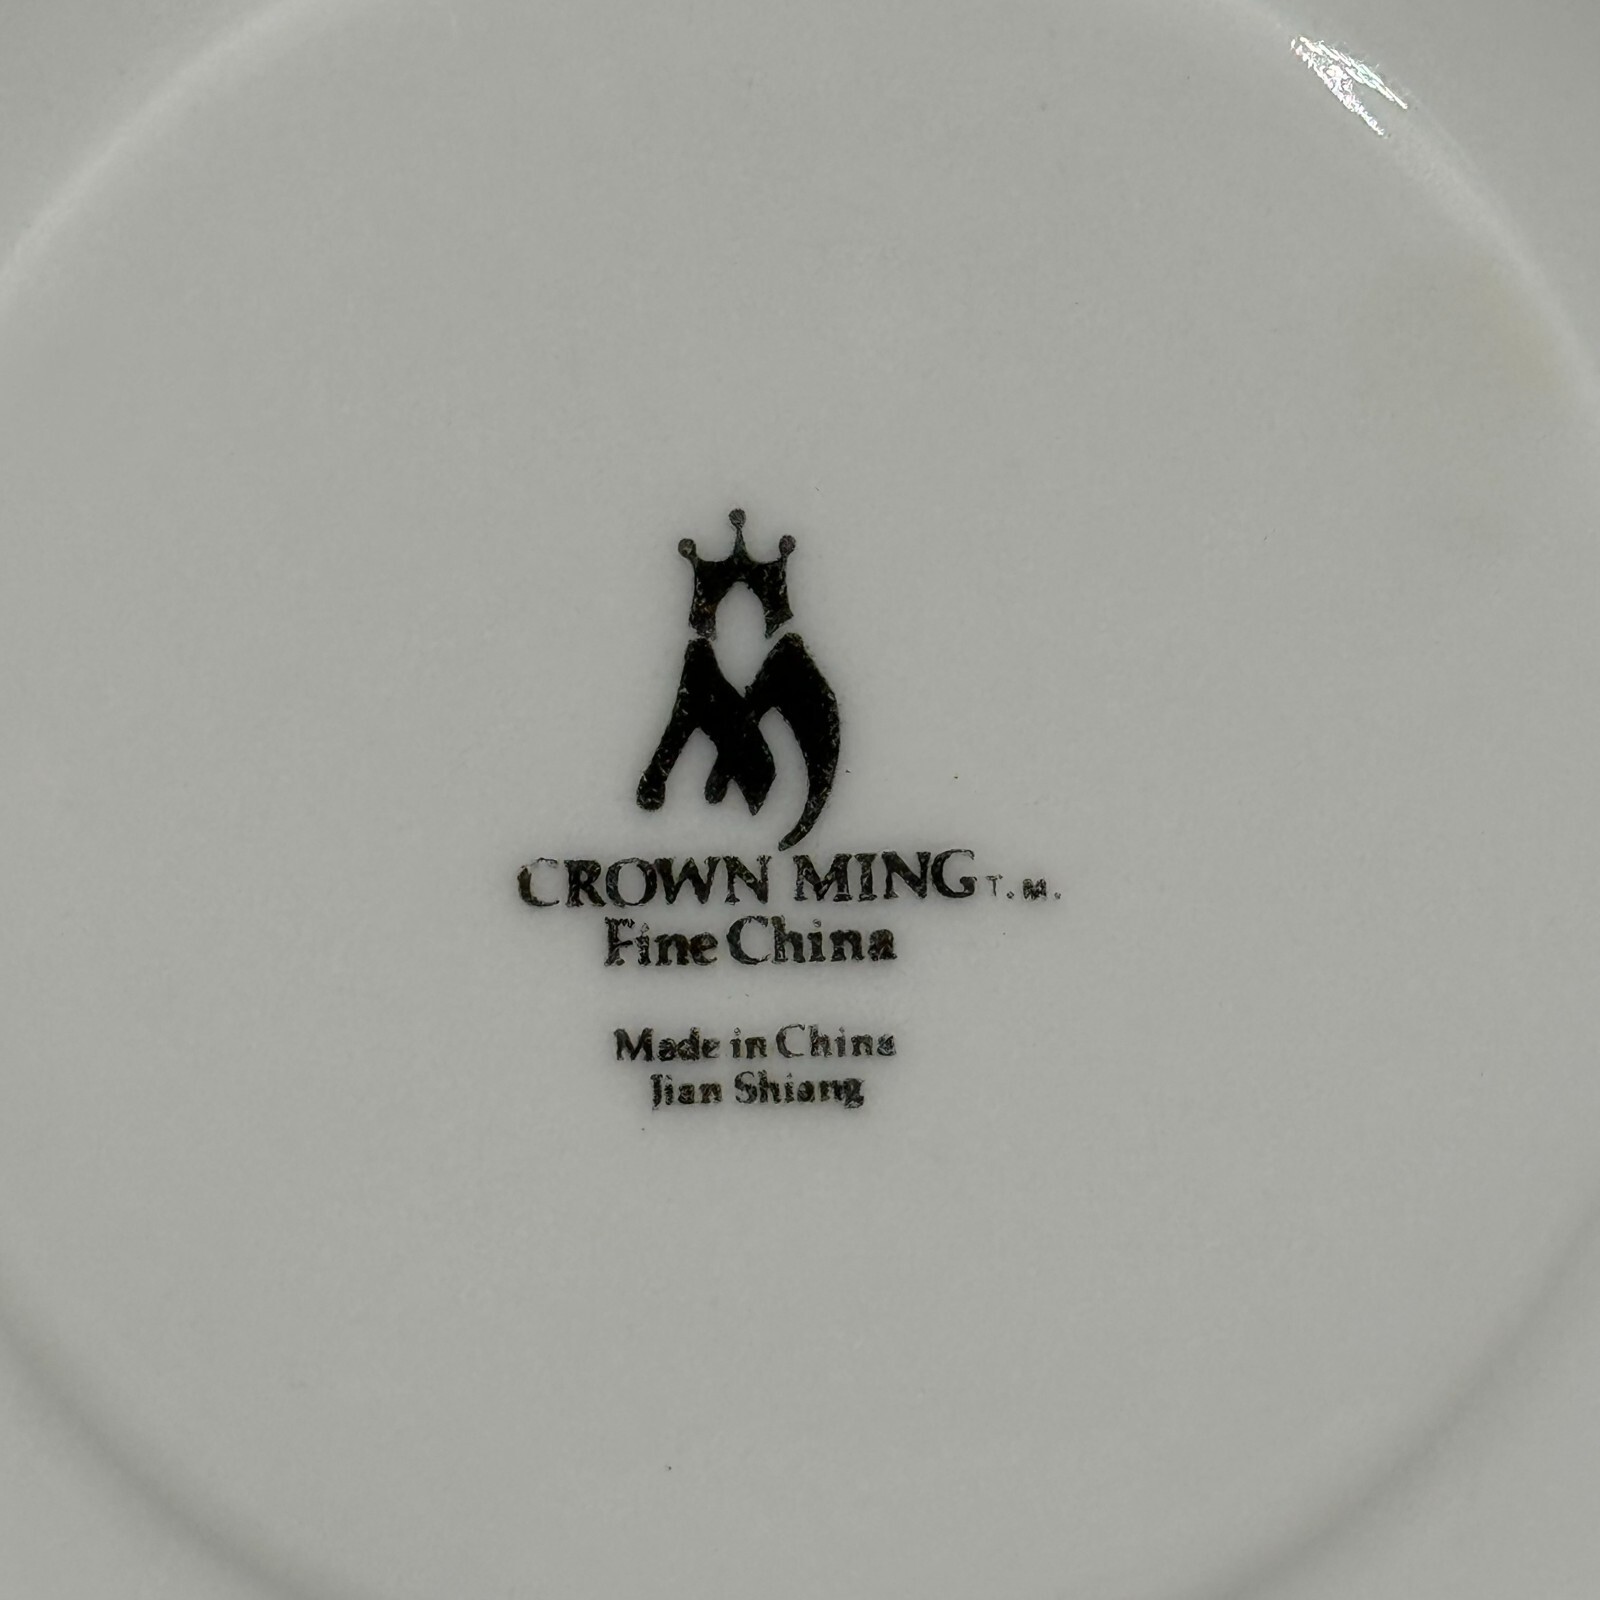 CROWN MING T.M.
Fine China
Made in China
Jian Shiang